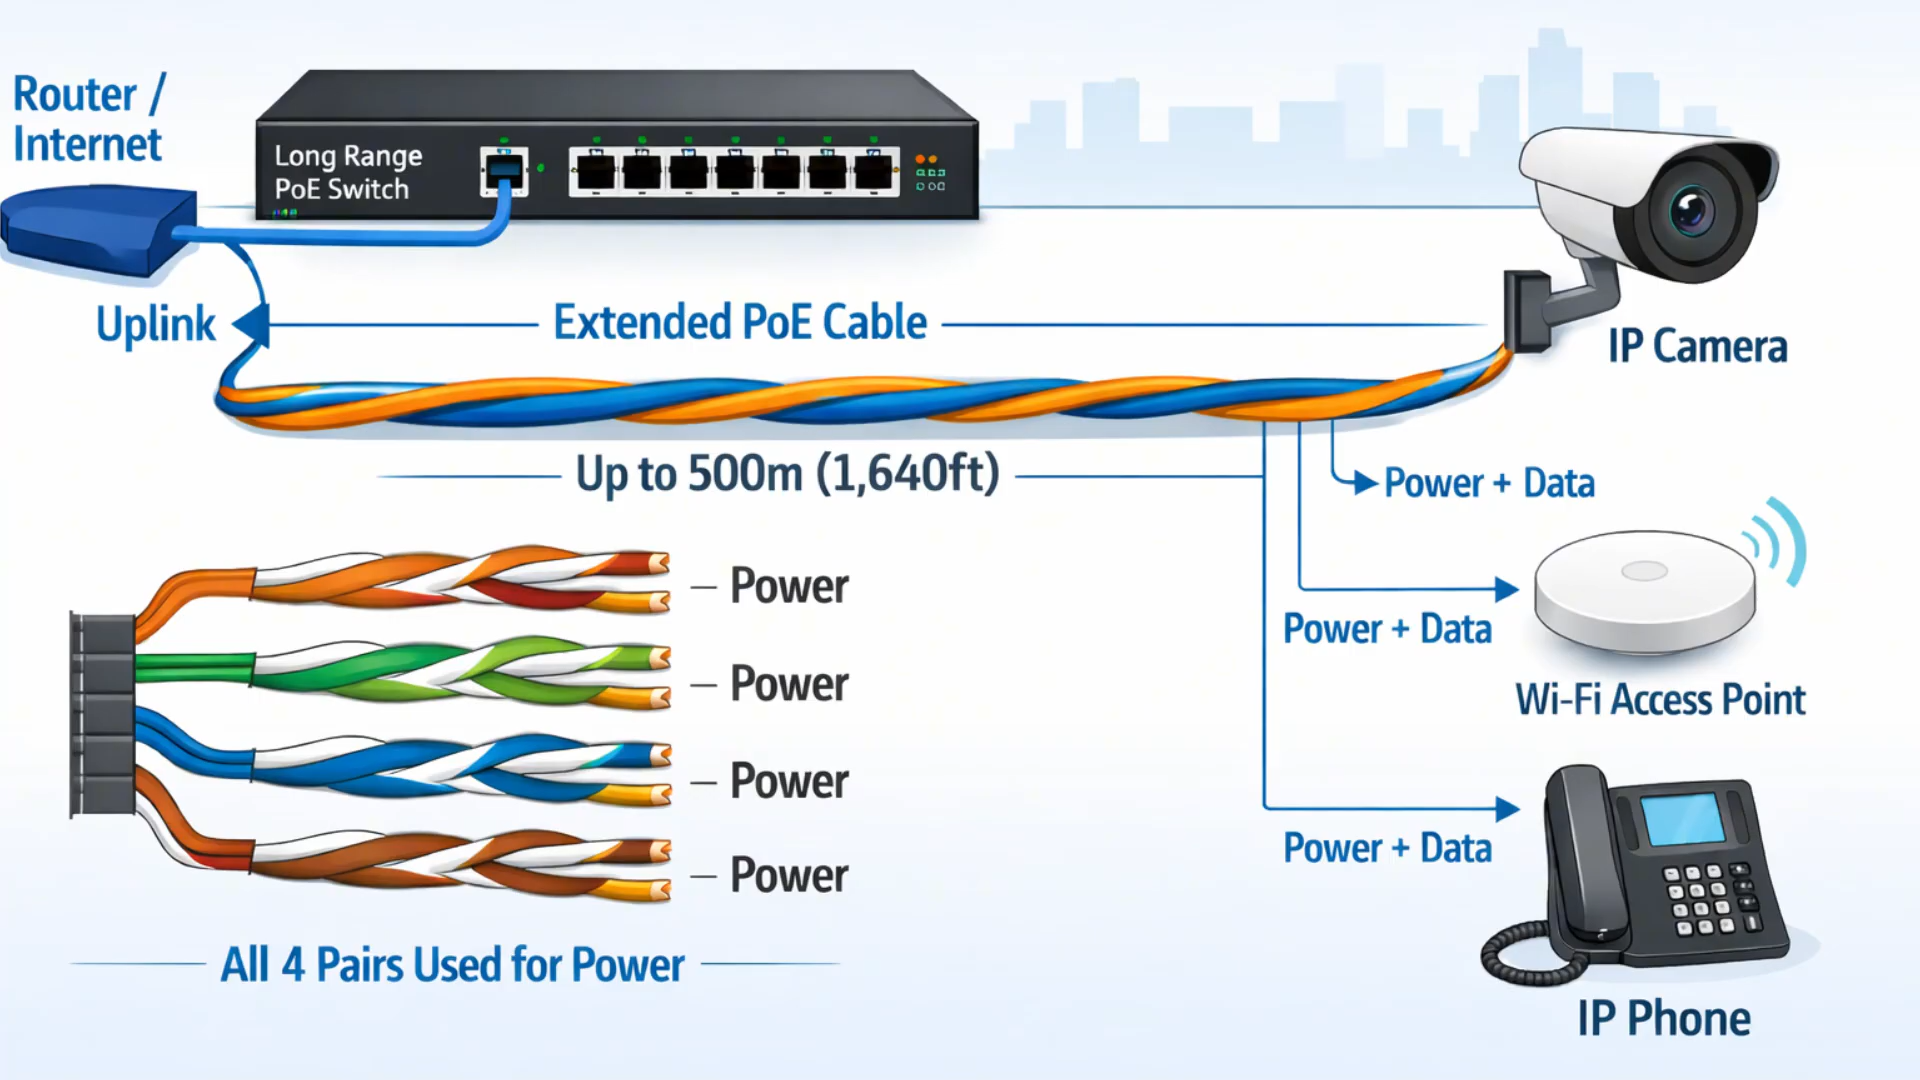 Router /
Internet
Long Range
PoE Switch
Uplink
Extended PoE Cable
IP Camera
Up to 500m (1,640ft)
Power + Data
Power + Data
Wi-Fi Access Point
Power + Data
IP Phone
Power
Power
Power
Power
All 4 Pairs Used for Power